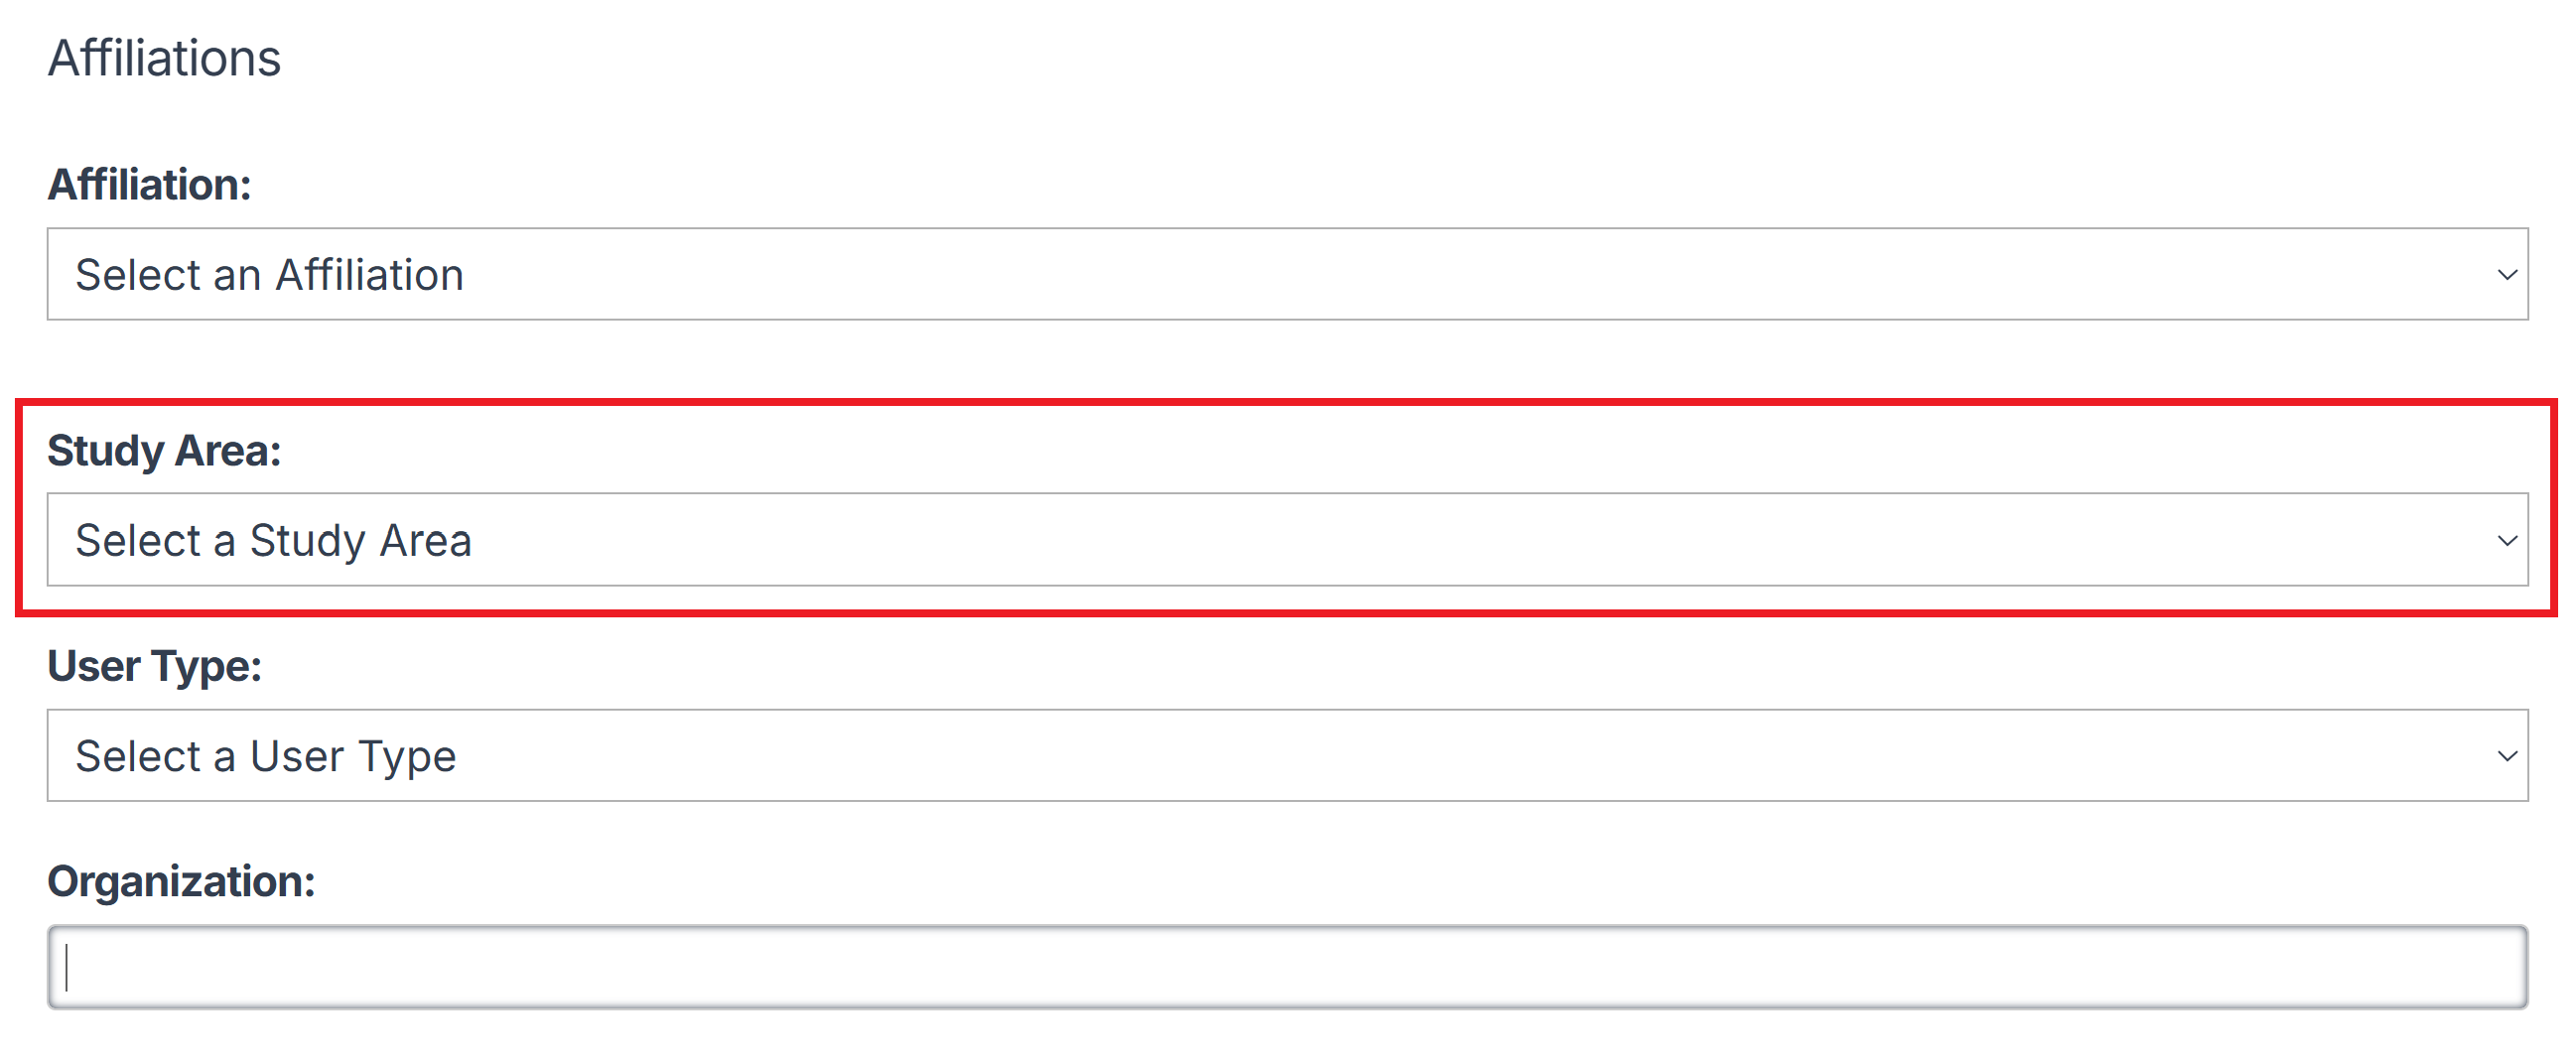 Affiliations
Affiliation:
Select an Affiliation
Study Area:
Select a Study Area
User Type:
Select a User Type
Organization: